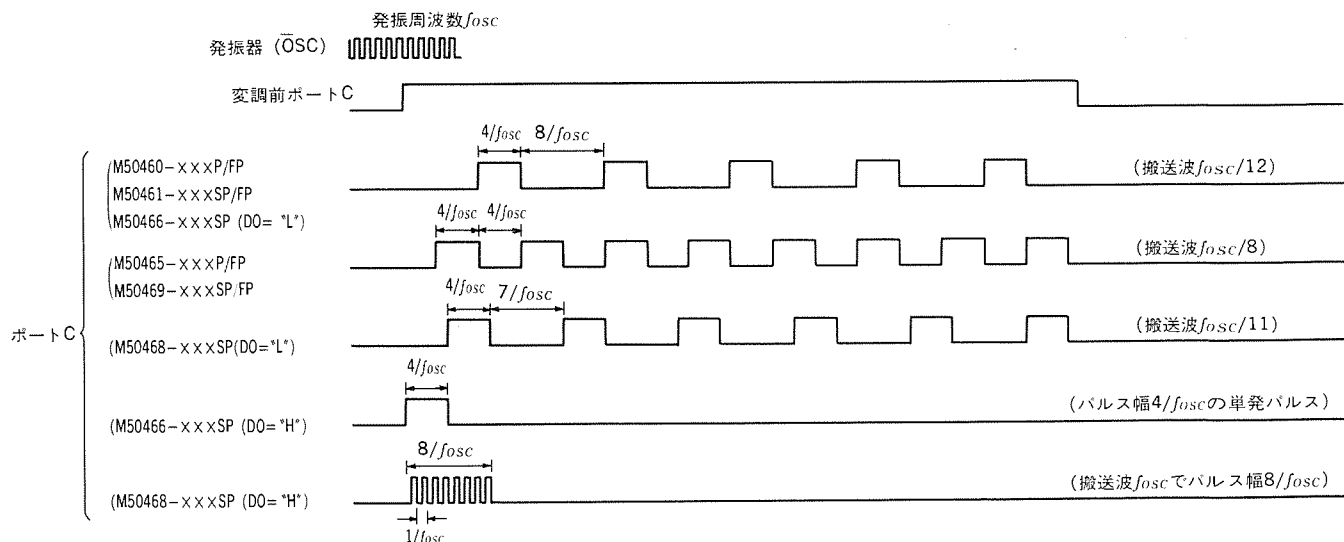 発振周波数fosc
発振器 (O̅SC)
変調前ポートC
4/fosc 8/fosc
M50460-×××P/FP
(搬送波fosc/12)
M50461-×××SP/FP
M50466-×××SP (DO= "L")
4/fosc 4/fosc
M50465-×××P/FP
(搬送波fosc/8)
M50469-×××SP/FP
4/fosc 7/fosc
ポートC
(M50468-×××SP(DO="L")
(搬送波fosc/11)
4/fosc
(M50466-×××SP (DO="H")
(パルス幅4/foscの単発パルス)
8/fosc
(M50468-×××SP (DO="H")
(搬送波foscでパルス幅8/fosc)
1/fosc